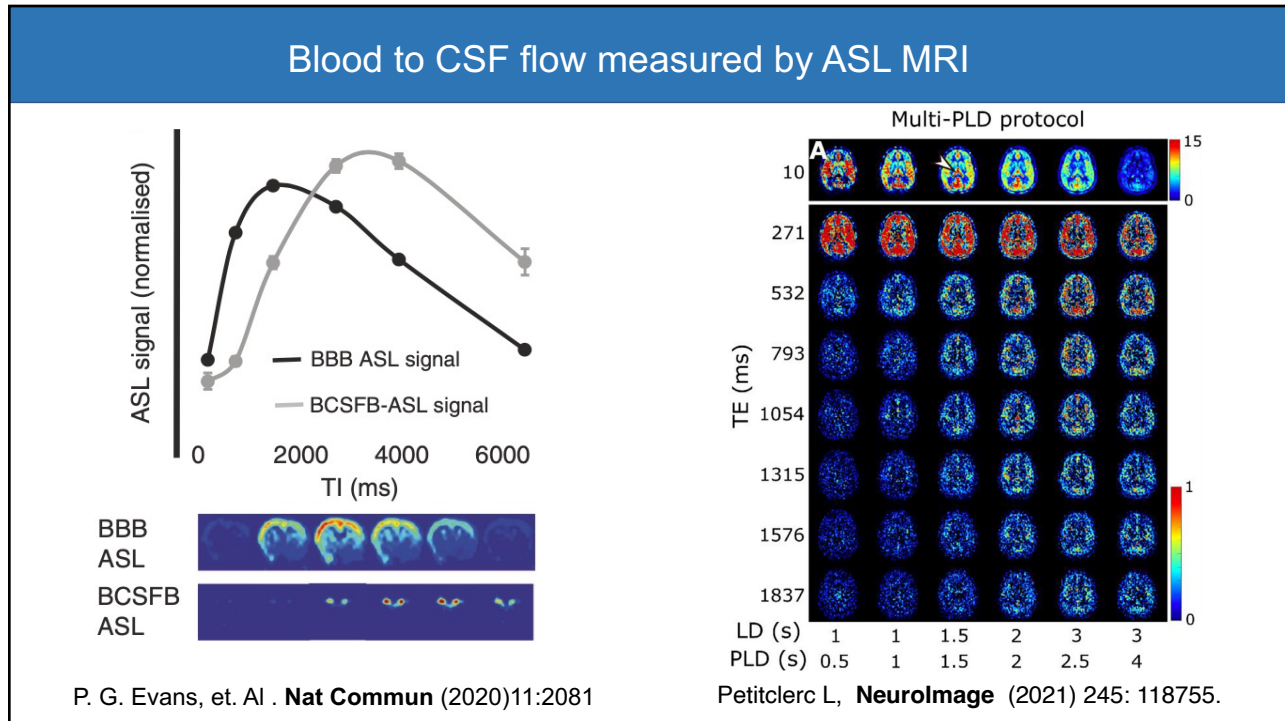 Blood to CSF flow measured by ASL MRI
ASL signal (normalised)
BBB ASL signal
BCSFB-ASL signal
0 2000 4000 6000
TI (ms)
BBB
ASL
BCSFB
ASL
P. G. Evans, et. Al . Nat Commun (2020)11:2081
Multi-PLD protocol
A
15
0
10
271
532
793
1054
1315
1576
1837
TE (ms)
1
0
LD (s) 1 1 1.5 2 3 3
PLD (s) 0.5 1 1.5 2 2.5 4
Petitclerc L, NeuroImage (2021) 245: 118755.